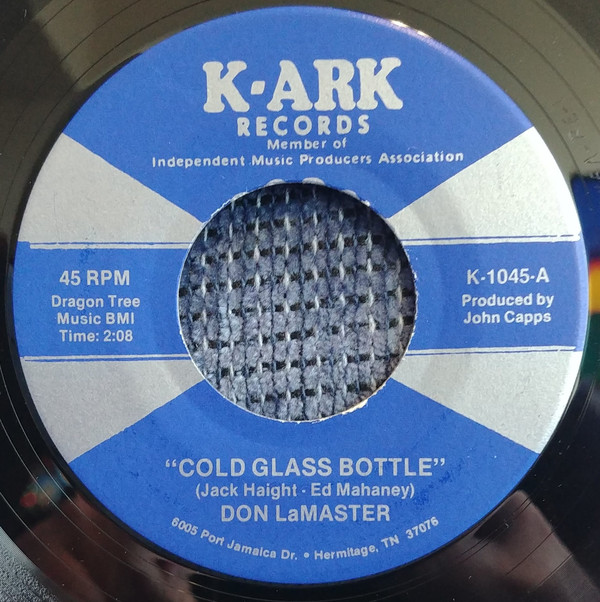 K-ARK
RECORDS
Member of
Independent Music Producers Association
45 RPM
Dragon Tree
Music BMI
Time: 2:08
K-1045-A
Produced by
John Capps
"COLD GLASS BOTTLE"
(Jack Haight - Ed Mahaney)
DON LaMASTER
6005 Port Jamaica Dr. • Hermitage, TN 37076